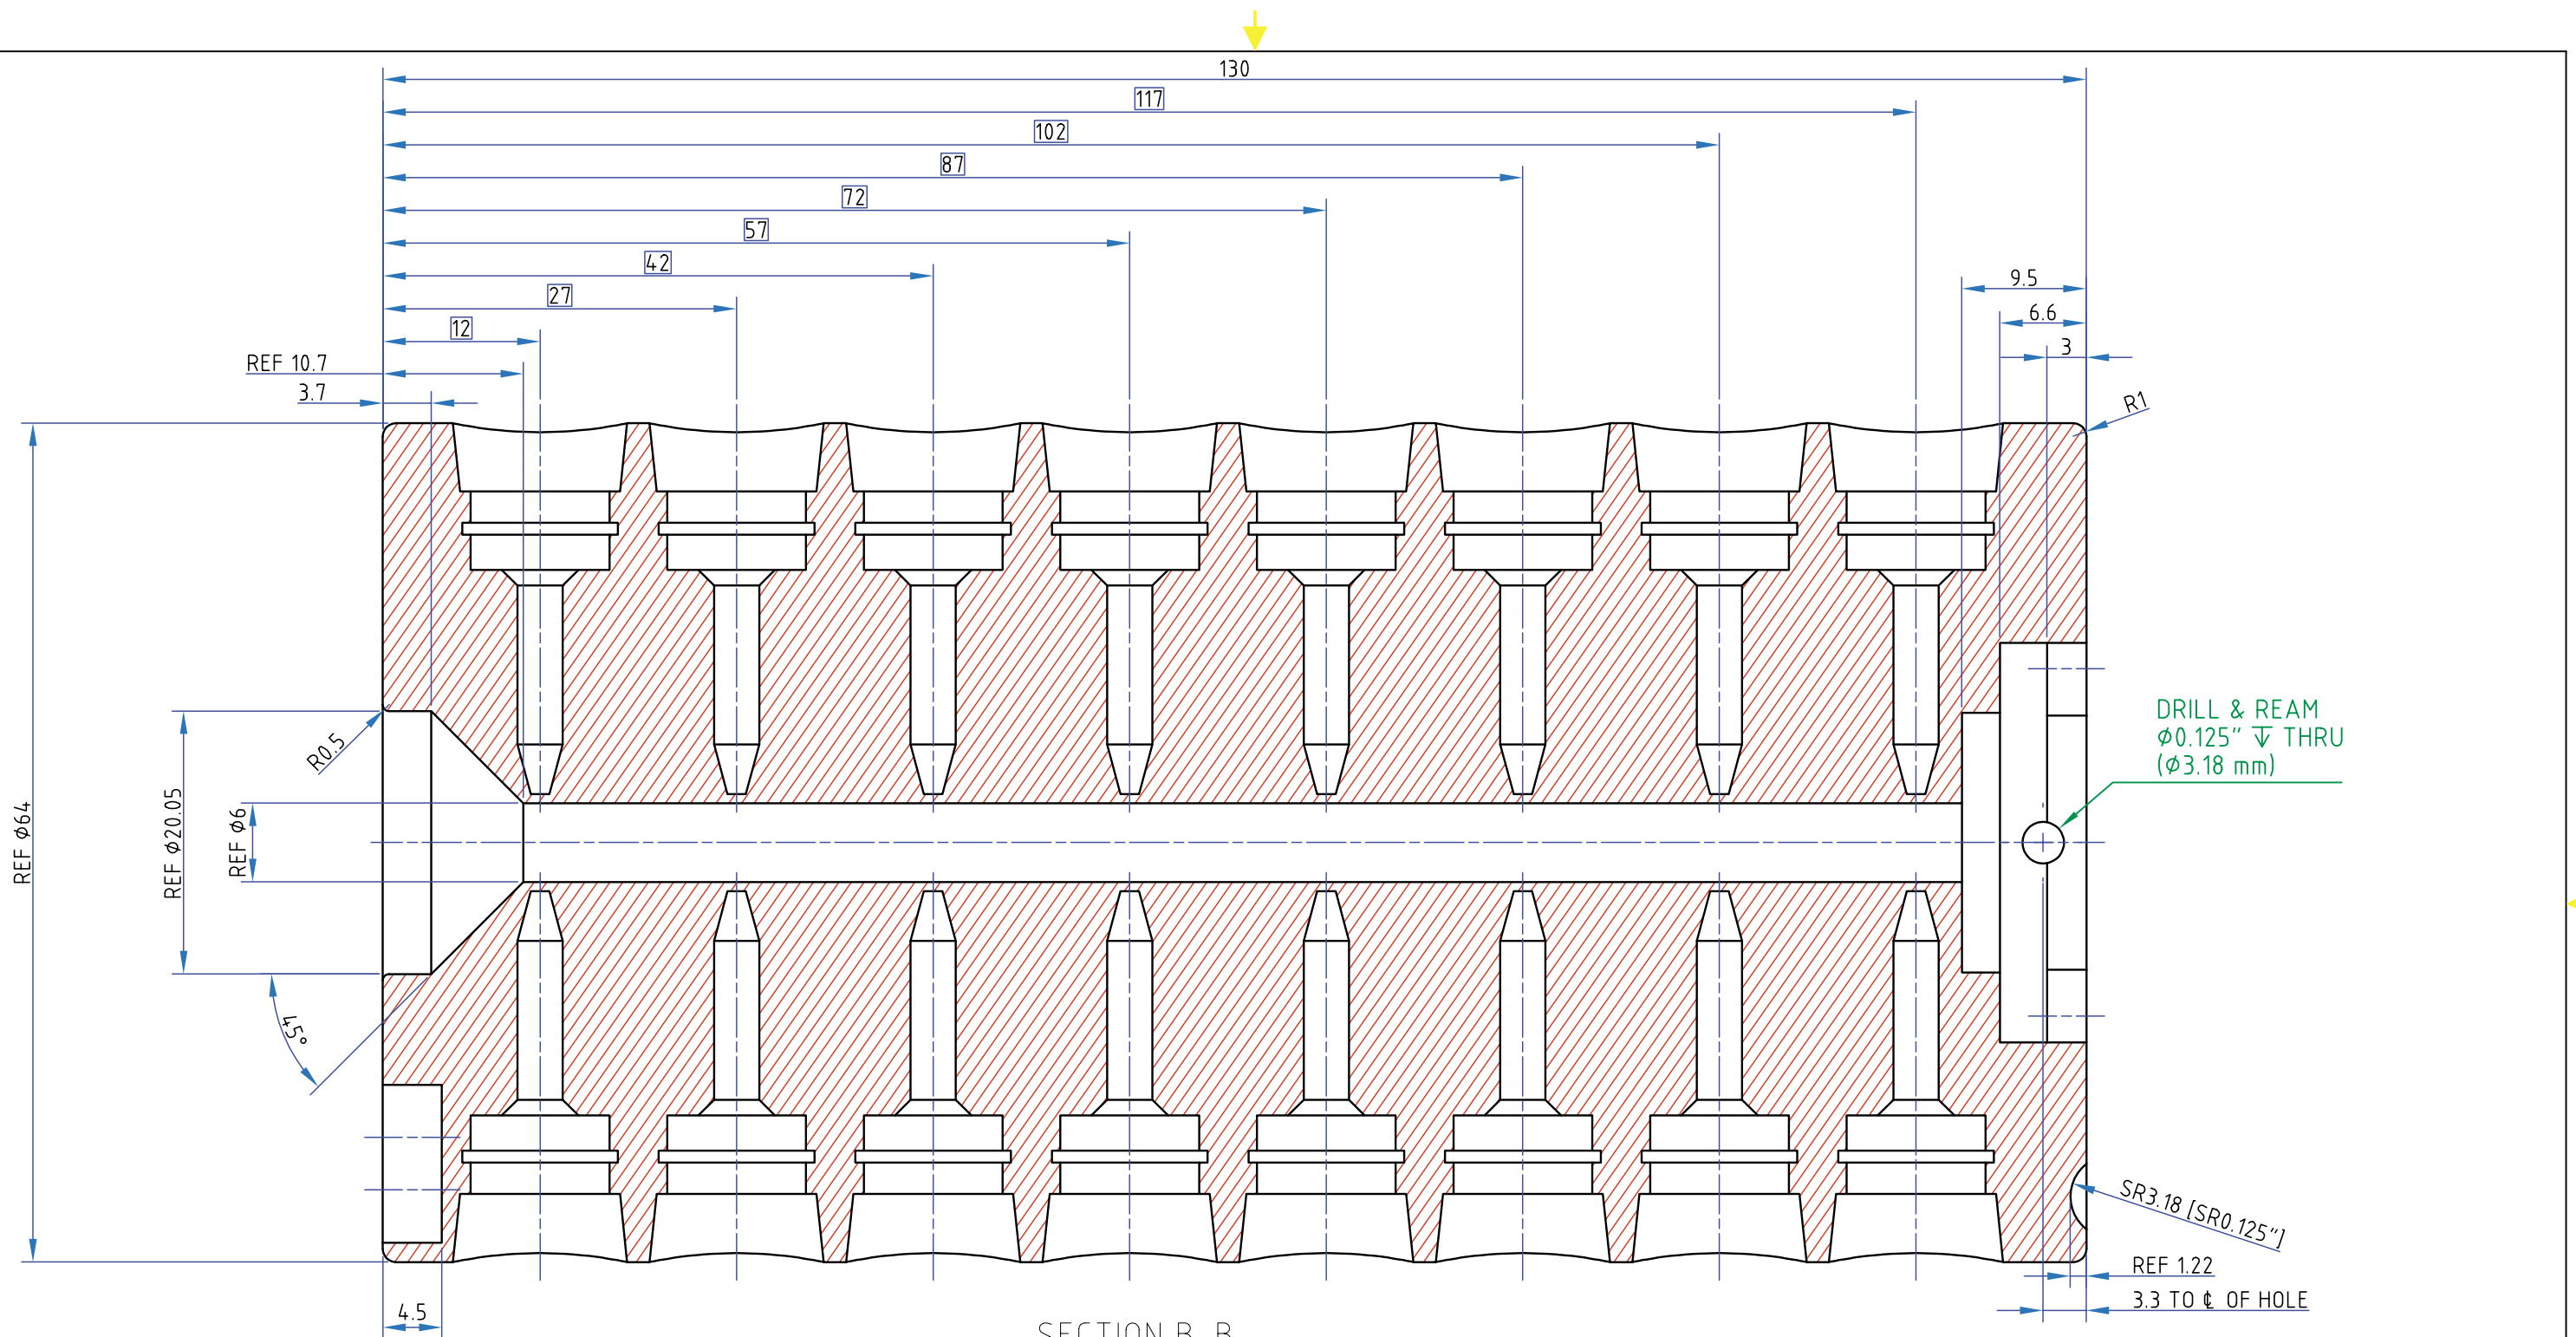 130
117
102
87
72
57
42
27
12
9.5
6.6
3
REF 10.7
3.7
R1
DRILL & REAM
⌀0.125" ↧ THRU
(⌀3.18 mm)
R0.5
REF ⌀64
REF ⌀20.05
REF ⌀6
45°
SR3.18 [SR0.125"]
REF 1.22
3.3 TO ℄ OF HOLE
4.5
SECTION B B